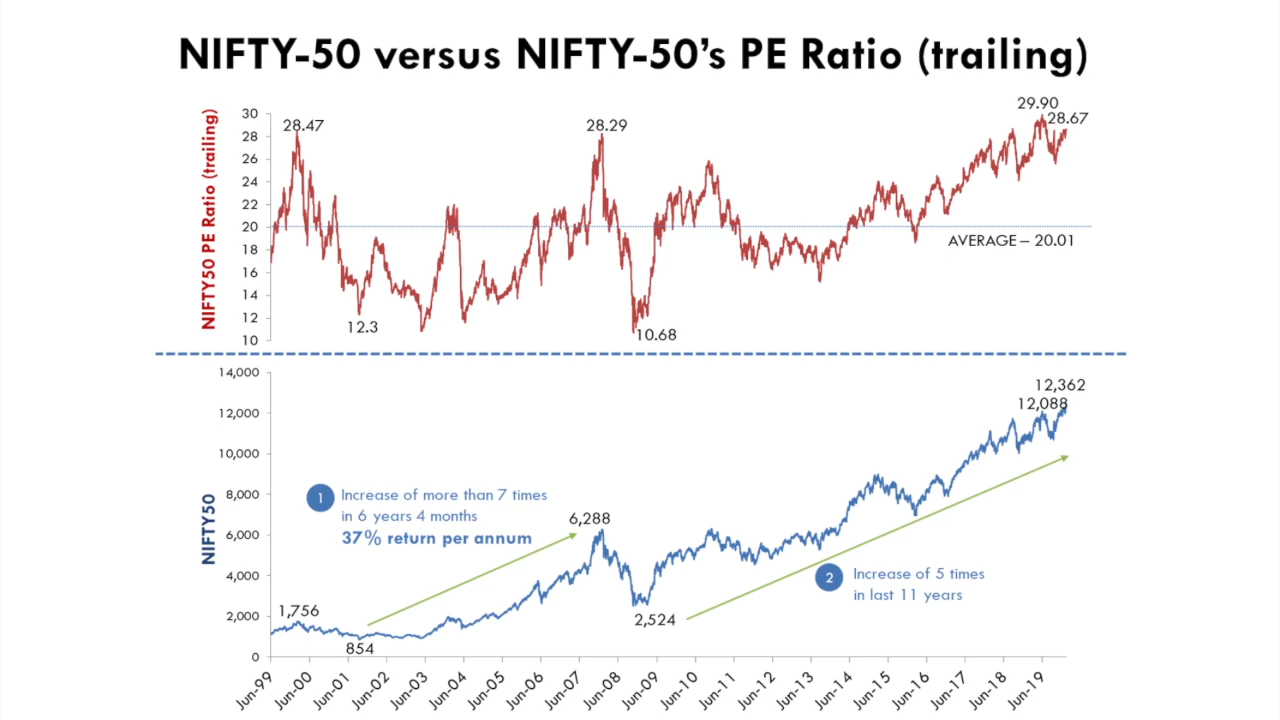 NIFTY-50 versus NIFTY-50's PE Ratio (trailing)
NIFTY50 PE Ratio (trailing)
30
28
26
24
22
20
18
16
14
12
10
28.47
12.3
28.29
10.68
29.90
28.67
AVERAGE – 20.01
NIFTY50
14,000
12,000
10,000
8,000
6,000
4,000
2,000
0
1,756
854
1
Increase of more than 7 times
in 6 years 4 months
37% return per annum
6,288
2,524
2
Increase of 5 times
in last 11 years
12,362
12,088
Jun-99
Jun-00
Jun-01
Jun-02
Jun-03
Jun-04
Jun-05
Jun-06
Jun-07
Jun-08
Jun-09
Jun-10
Jun-11
Jun-12
Jun-13
Jun-14
Jun-15
Jun-16
Jun-17
Jun-18
Jun-19